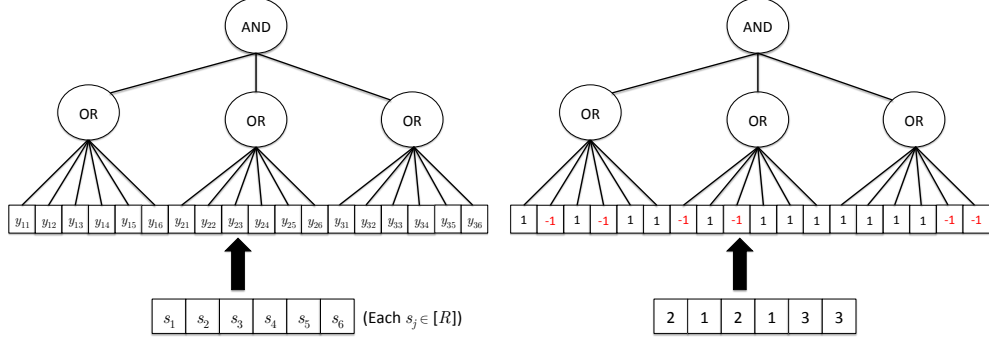 AND AND
OR OR OR OR OR OR
y₁₁ y₁₂ y₁₃ y₁₄ y₁₅ y₁₆ y₂₁ y₂₂ y₂₃ y₂₄ y₂₅ y₂₆ y₃₁ y₃₂ y₃₃ y₃₄ y₃₅ y₃₆ 1 -1 1 -1 1 1 -1 1 -1 1 1 1 1 1 1 1 -1 -1
s₁ s₂ s₃ s₄ s₅ s₆ (Each sⱼ ∈ [R]) 2 1 2 1 3 3